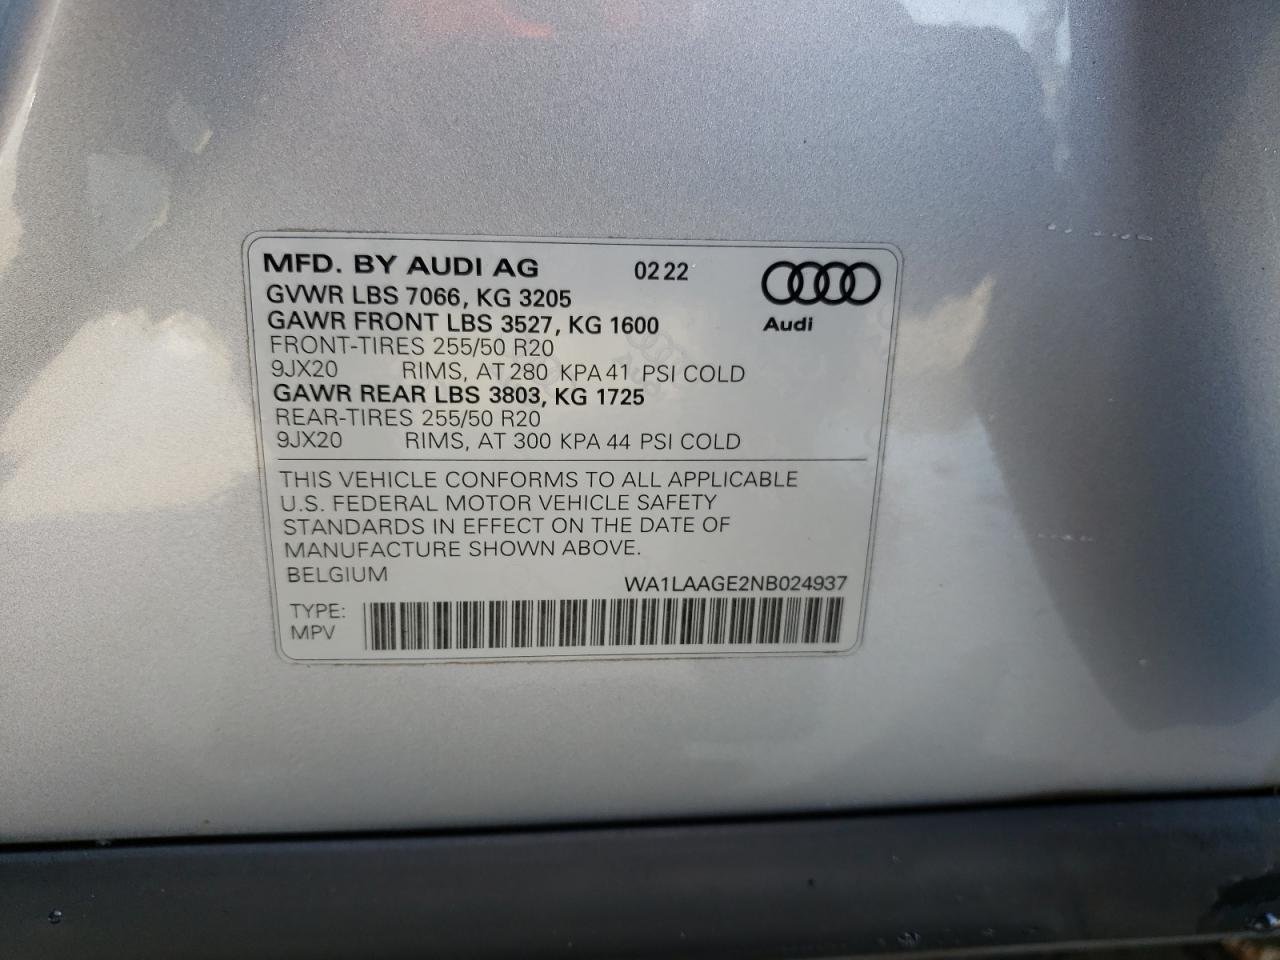 MFD. BY AUDI AG 02 22
GVWR LBS 7066, KG 3205
GAWR FRONT LBS 3527, KG 1600
Audi
FRONT-TIRES 255/50 R20
9JX20 RIMS, AT 280 KPA 41 PSI COLD
GAWR REAR LBS 3803, KG 1725
REAR-TIRES 255/50 R20
9JX20 RIMS, AT 300 KPA 44 PSI COLD
THIS VEHICLE CONFORMS TO ALL APPLICABLE
U.S. FEDERAL MOTOR VEHICLE SAFETY
STANDARDS IN EFFECT ON THE DATE OF
MANUFACTURE SHOWN ABOVE.
BELGIUM WA1LAAGE2NB024937
TYPE:
MPV